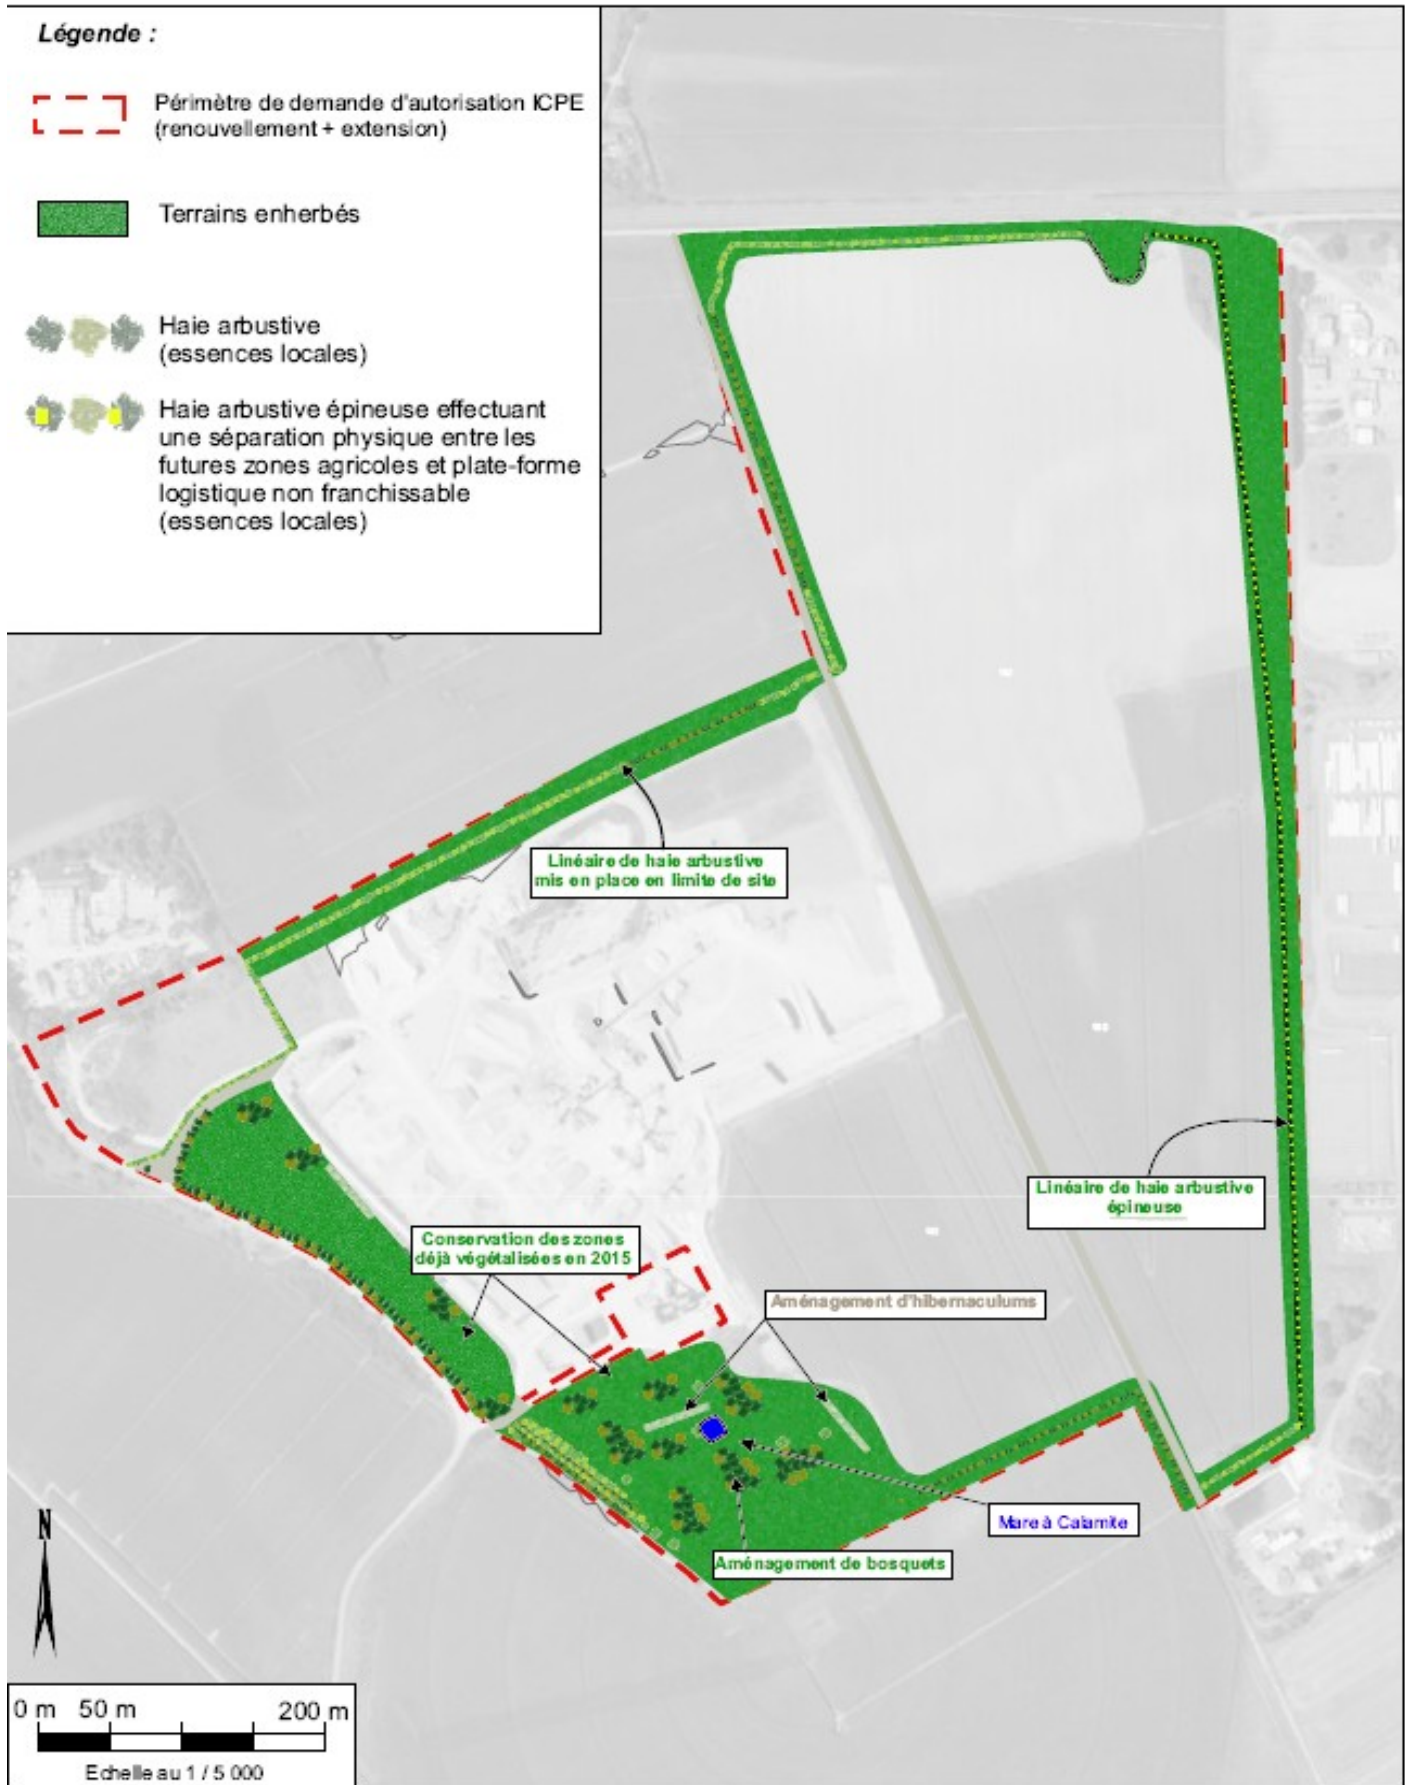 Légende :
Périmètre de demande d'autorisation ICPE
(renouvellement + extension)
Terrains enherbés
Haie arbustive
(essences locales)
Haie arbustive épineuse effectuant
une séparation physique entre les
futures zones agricoles et plate-forme
logistique non franchissable
(essences locales)
Linéaire de haie arbustive
mis en place en limite de site
Linéaire de haie arbustive
épineuse
Conservation des zones
déjà végétalisées en 2015
Aménagement d'hibernaculums
Mare à Calamite
Aménagement de bosquets
N
0 m 50 m 200 m
Echelle au 1 / 5 000